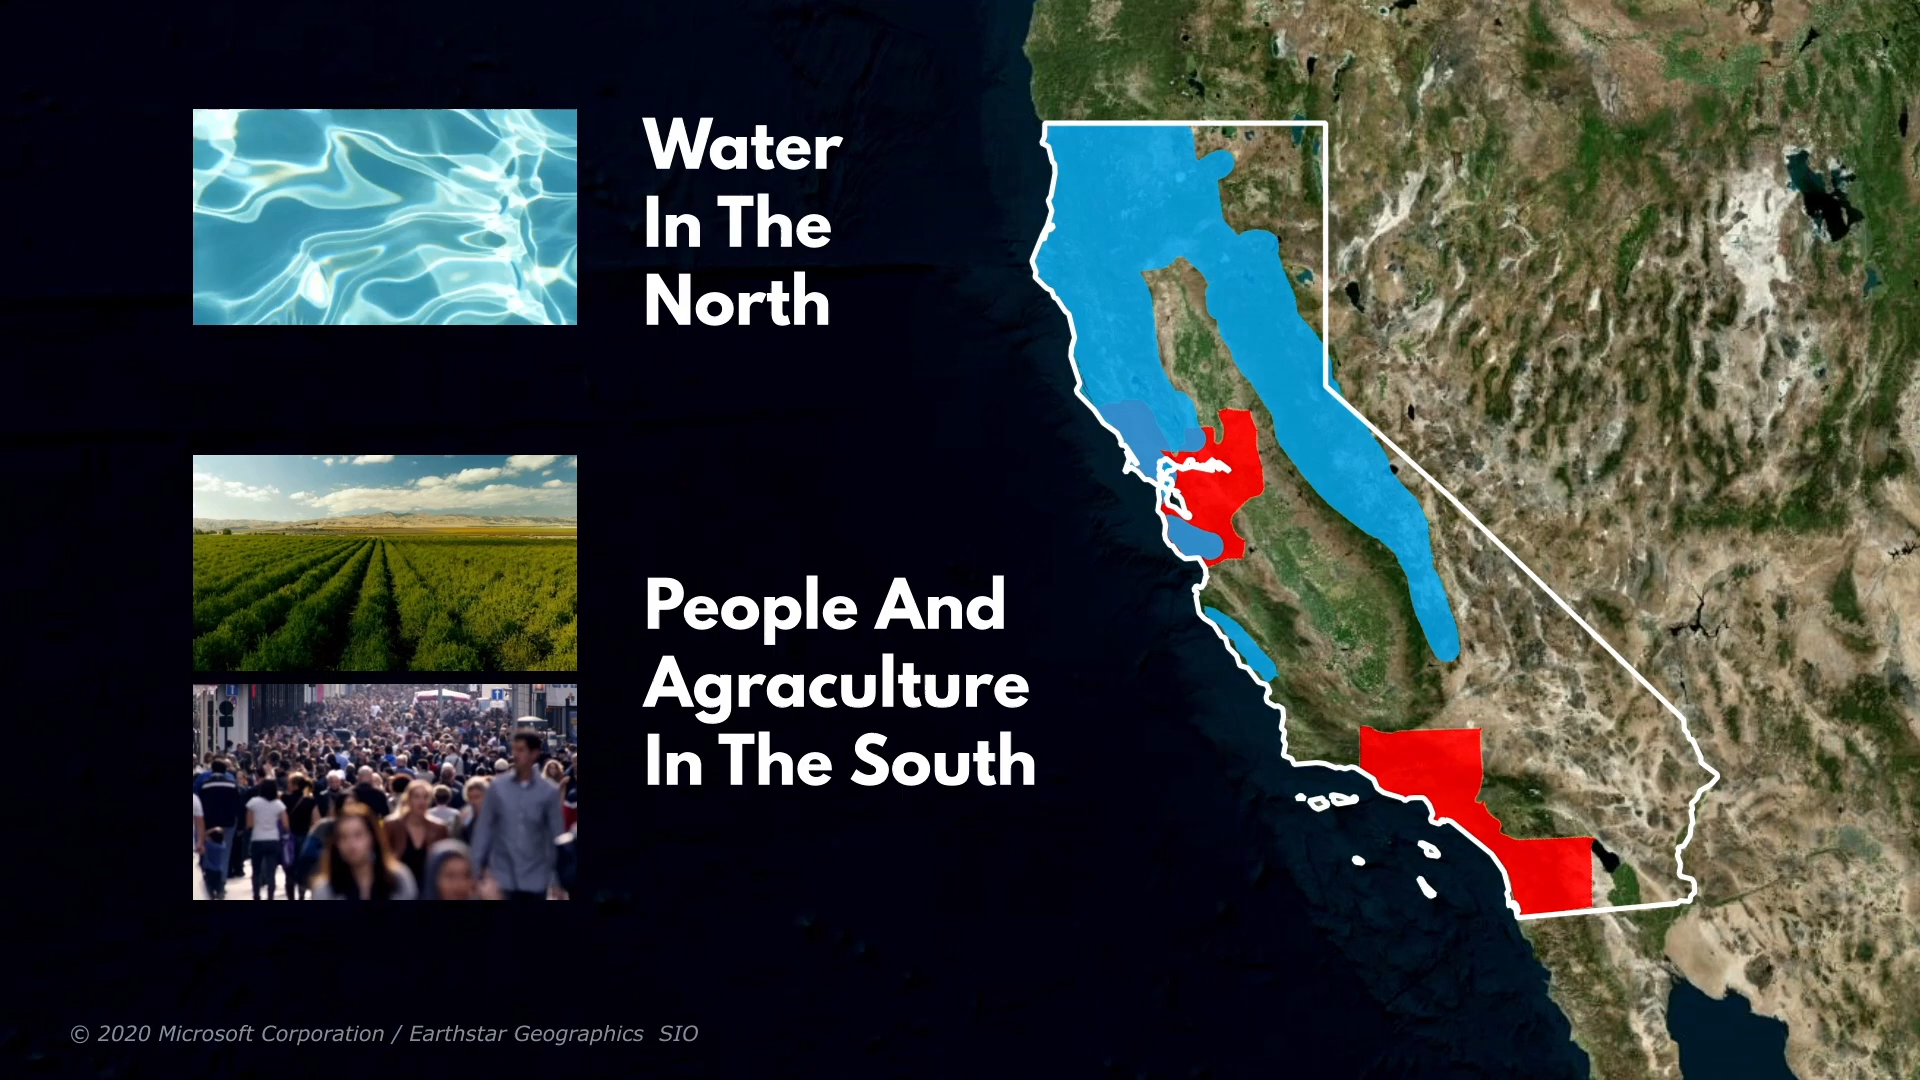 Water
In The
North
People And
Agraculture
In The South
© 2020 Microsoft Corporation / Earthstar Geographics SIO